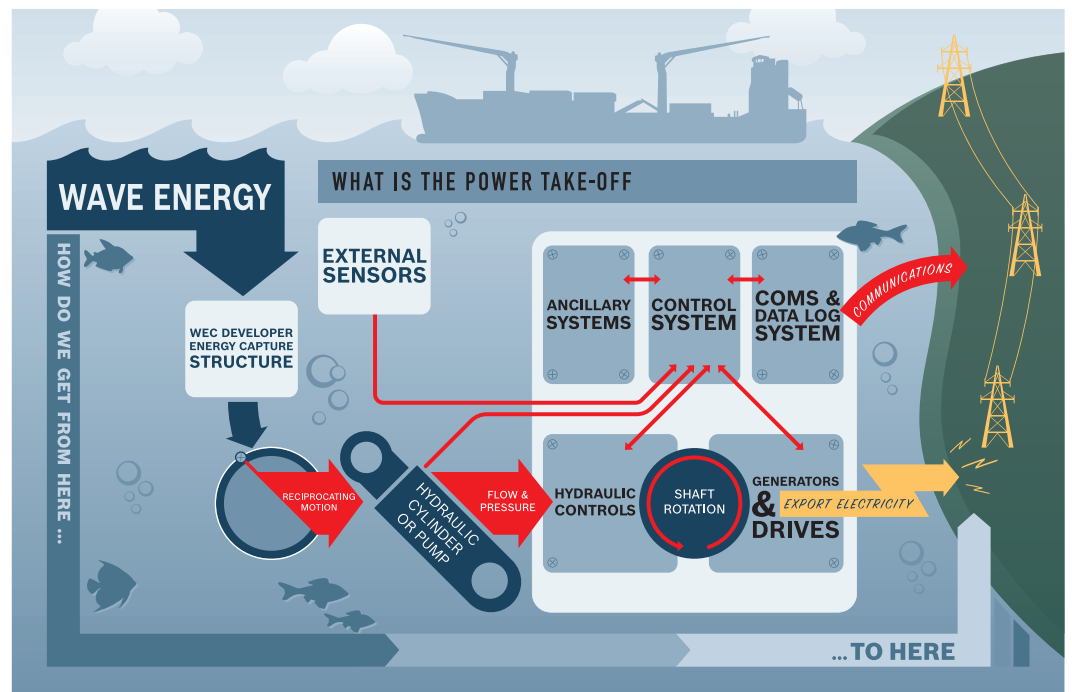 WAVE ENERGY
WHAT IS THE POWER TAKE-OFF
HOW DO WE GET FROM HERE ...
EXTERNAL
SENSORS
WEC DEVELOPER
ENERGY CAPTURE
STRUCTURE
ANCILLARY
SYSTEMS
CONTROL
SYSTEM
COMS &
DATA LOG
SYSTEM
COMMUNICATIONS
RECIPROCATING
MOTION
HYDRAULIC
CYLINDER
OR PUMP
FLOW &
PRESSURE
HYDRAULIC
CONTROLS
SHAFT
ROTATION
GENERATORS
&
DRIVES
EXPORT ELECTRICITY
... TO HERE